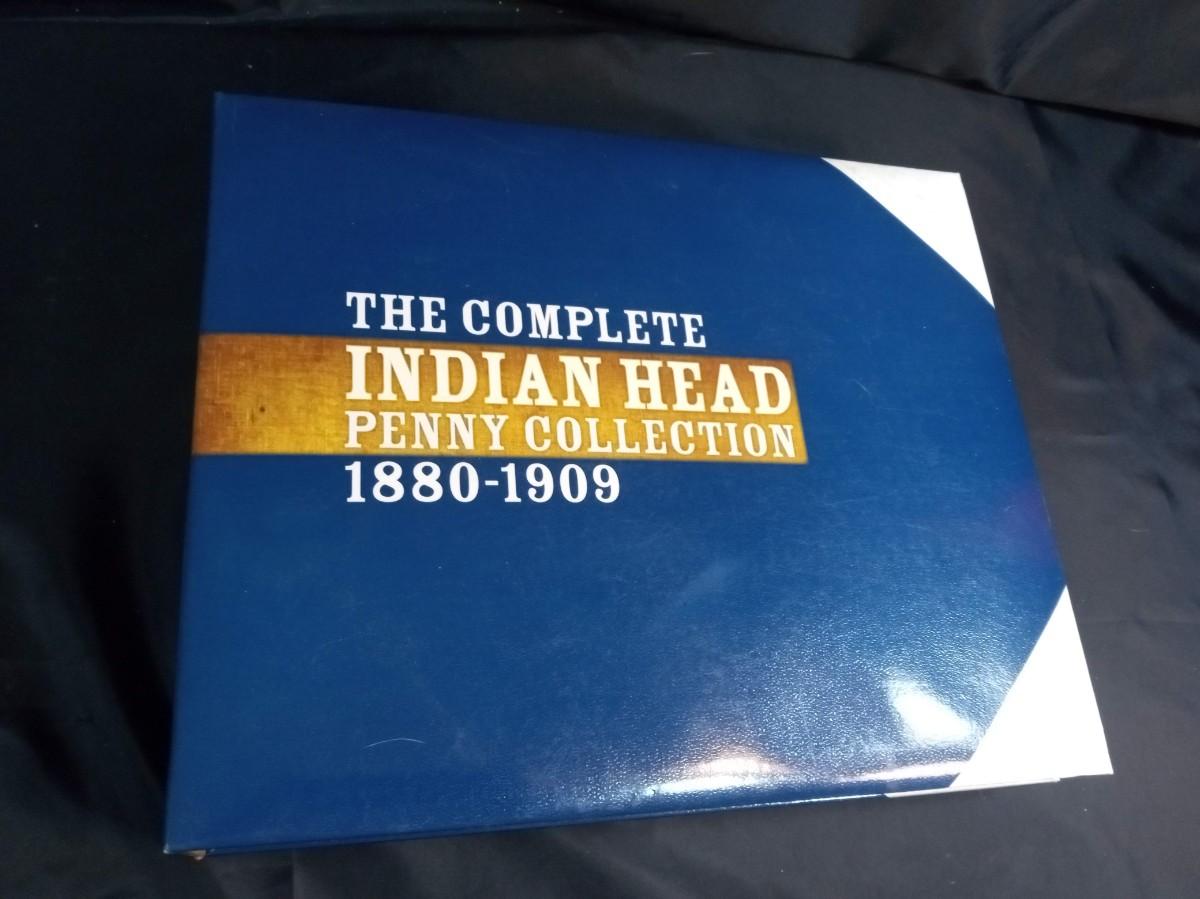 THE COMPLETE
INDIAN HEAD
PENNY COLLECTION
1880-1909